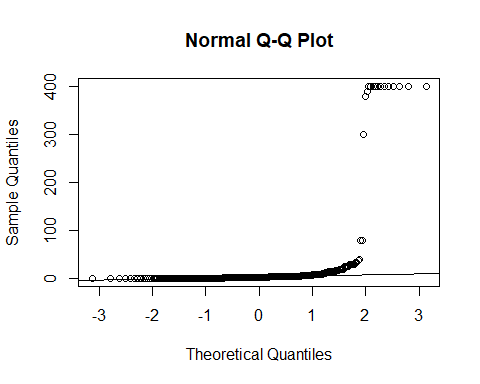 Normal Q-Q Plot
Sample Quantiles
400
300
200
100
0
-3 -2 -1 0 1 2 3
Theoretical Quantiles